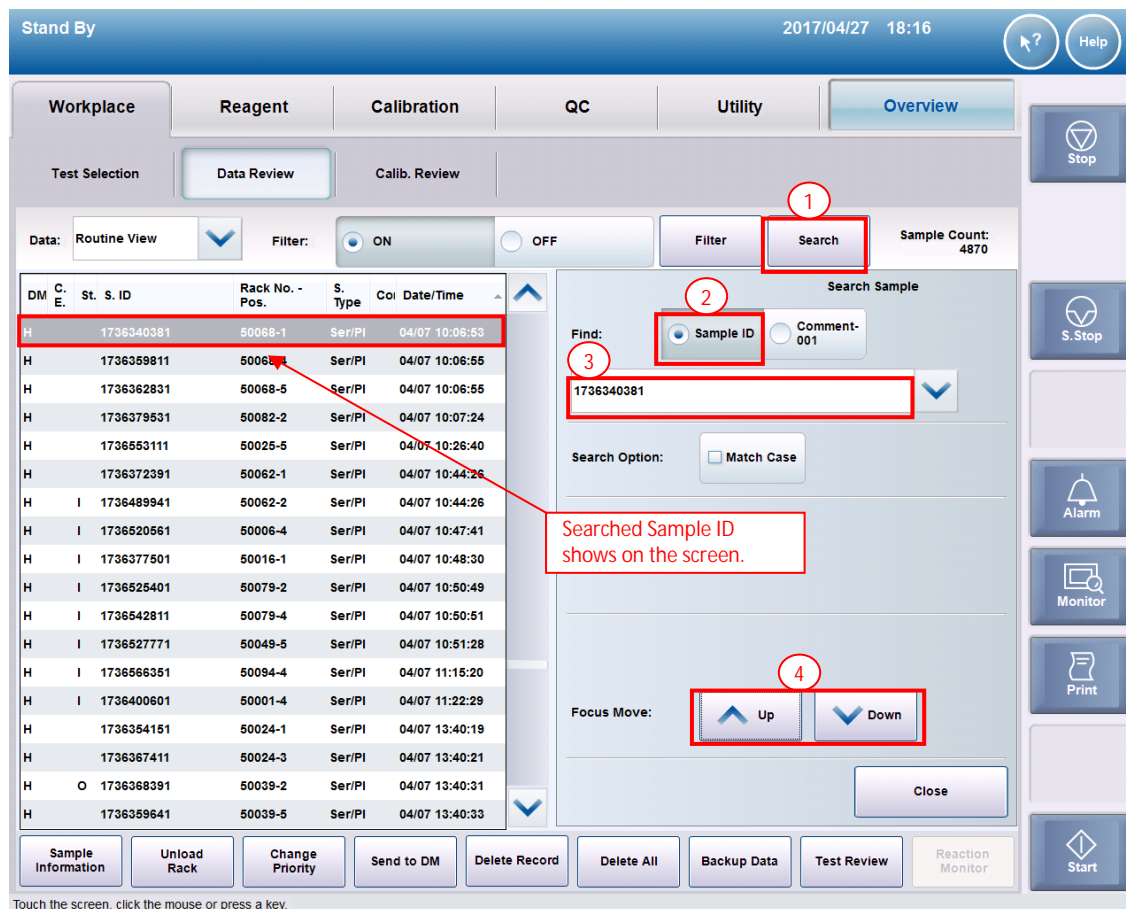 Stand By 2017/04/27 18:16 ? Help
Workplace Reagent Calibration QC Utility Overview
Stop
Test Selection Data Review Calib. Review
1
Data: Routine View Filter: ON OFF Filter Search Sample Count:
4870
DM C. E. St. S. ID Rack No. - Pos. S. Type Co Date/Time
H 1736340381 50068-1 Ser/Pl 04/07 10:06:53
H 1736359811 50068-4 Ser/Pl 04/07 10:06:55
H 1736362831 50068-5 Ser/Pl 04/07 10:06:55
H 1736379531 50082-2 Ser/Pl 04/07 10:07:24
H 1736553111 50025-5 Ser/Pl 04/07 10:26:40
H 1736372391 50062-1 Ser/Pl 04/07 10:44:26
H I 1736489941 50062-2 Ser/Pl 04/07 10:44:26
H I 1736520561 50006-4 Ser/Pl 04/07 10:47:41
H I 1736377501 50016-1 Ser/Pl 04/07 10:48:30
H I 1736525401 50079-2 Ser/Pl 04/07 10:50:49
H I 1736542811 50079-4 Ser/Pl 04/07 10:50:51
H I 1736527771 50049-5 Ser/Pl 04/07 10:51:28
H I 1736566351 50094-4 Ser/Pl 04/07 11:15:20
H I 1736400601 50001-4 Ser/Pl 04/07 11:22:29
H 1736354151 50024-1 Ser/Pl 04/07 13:40:19
H 1736367411 50024-3 Ser/Pl 04/07 13:40:21
H O 1736368391 50039-2 Ser/Pl 04/07 13:40:31
H 1736359641 50039-5 Ser/Pl 04/07 13:40:33
Search Sample
2
Find: Sample ID Comment-
001
3
1736340381
Search Option: Match Case
Searched Sample ID
shows on the screen.
4
Focus Move: Up Down
Close
S.Stop
Alarm
Monitor
Print
Start
Sample
Information
Unload
Rack
Change
Priority
Send to DM
Delete Record
Delete All
Backup Data
Test Review
Reaction
Monitor
Touch the screen, click the mouse or press a key.